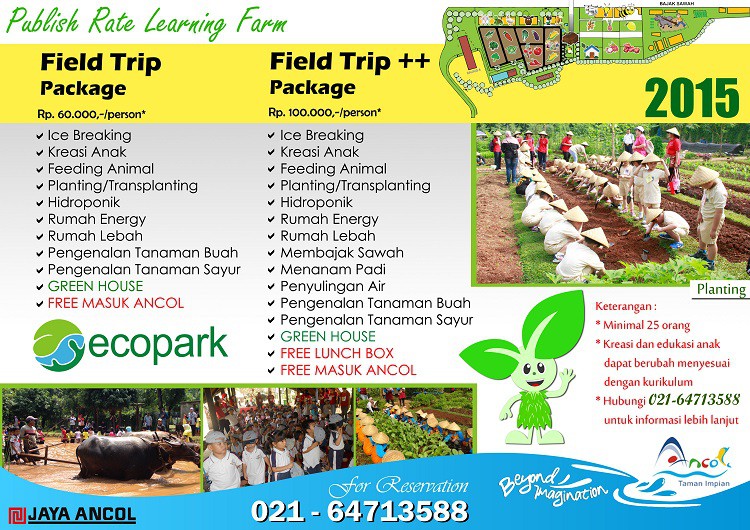 Publish Rate Learning Farm
Field Trip
Package
Rp. 60.000,-/person*
Ice Breaking
Kreasi Anak
Feeding Animal
Planting/Transplanting
Hidroponik
Rumah Energy
Rumah Lebah
Pengenalan Tanaman Buah
Pengenalan Tanaman Sayur
GREEN HOUSE
FREE MASUK ANCOL
ecopark
Field Trip ++
Package
Rp. 100.000,-/person*
Ice Breaking
Kreasi Anak
Feeding Animal
Planting/Transplanting
Hidroponik
Rumah Energy
Rumah Lebah
Membajak Sawah
Menanam Padi
Penyulingan Air
Pengenalan Tanaman Buah
Pengenalan Tanaman Sayur
GREEN HOUSE
FREE LUNCH BOX
FREE MASUK ANCOL
BAJAK SAWAH
2015
Planting
Keterangan :
* Minimal 25 orang
* Kreasi dan edukasi anak
dapat berubah menyesuai
dengan kurikulum
* Hubungi 021-64713588
untuk informasi lebih lanjut
JAYA ANCOL
For Reservation
021 - 64713588
Beyond
Imagination
Ancol
Taman Impian